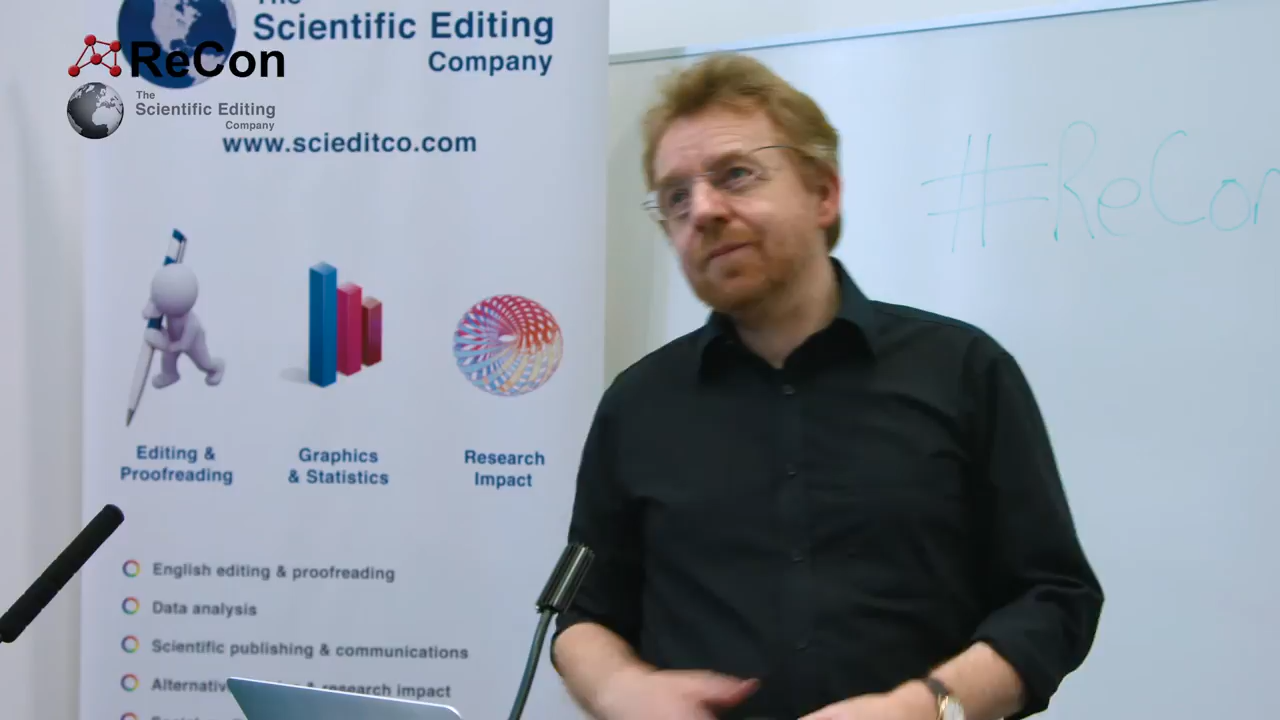 The
Scientific Editing
Company
ReCon
The
Scientific Editing
Company
www.scieditco.com
#ReCon
Editing &
Proofreading
Graphics
& Statistics
Research
Impact
English editing & proofreading
Data analysis
Scientific publishing & communications
& research impact